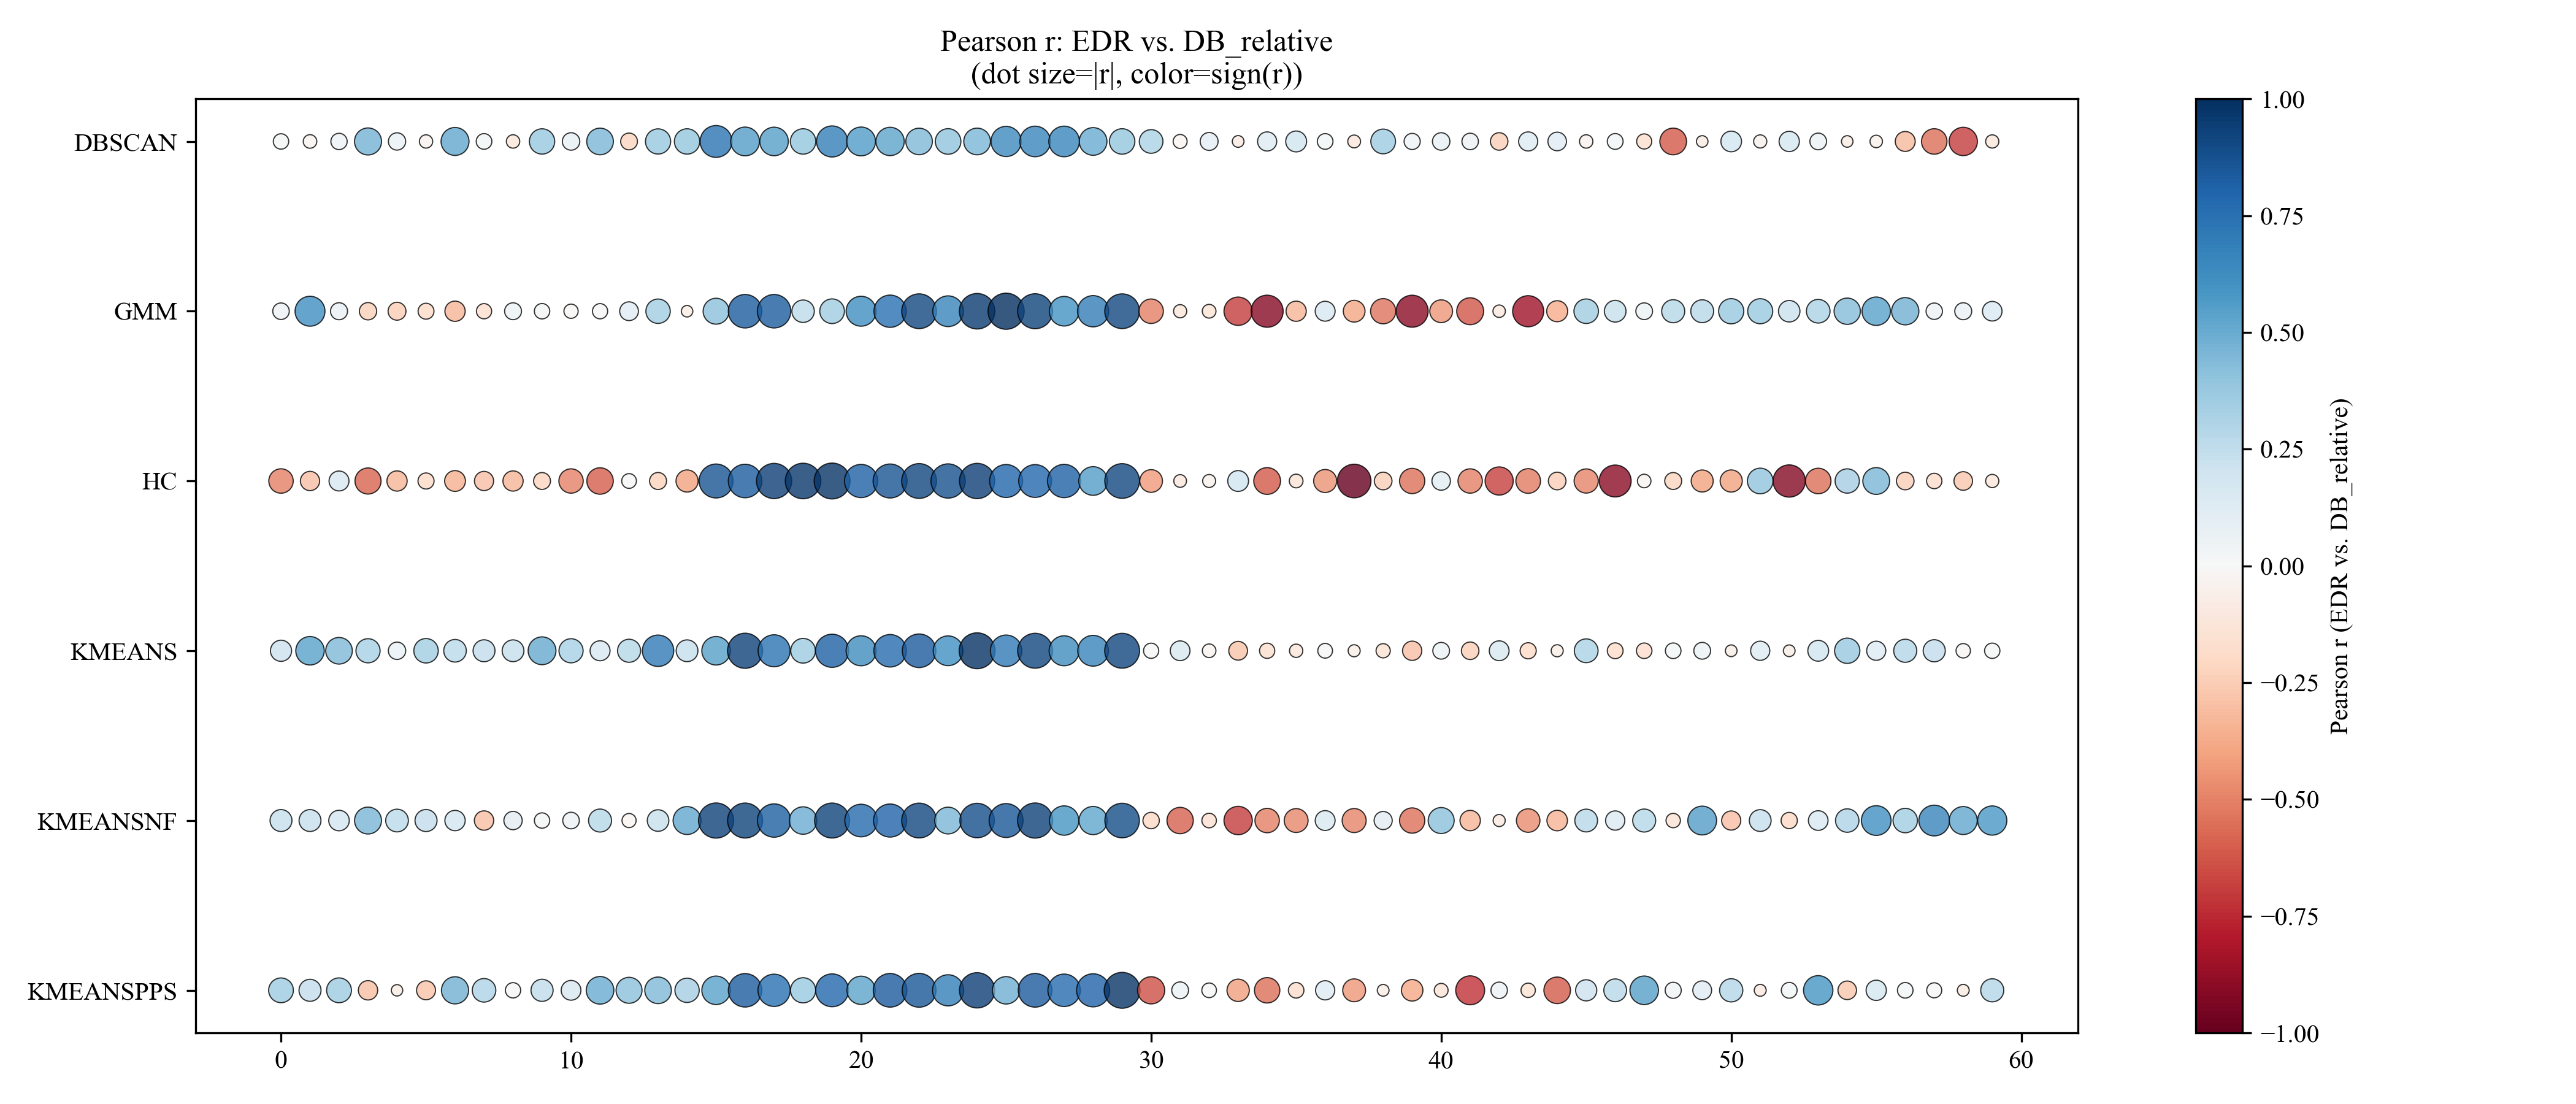 Pearson r: EDR vs. DB_relative
(dot size=|r|, color=sign(r))
DBSCAN
GMM
HC
KMEANS
KMEANSNF
KMEANSPPS
0 10 20 30 40 50 60
1.00
0.75
0.50
0.25
0.00
−0.25
−0.50
−0.75
−1.00
Pearson r (EDR vs. DB_relative)